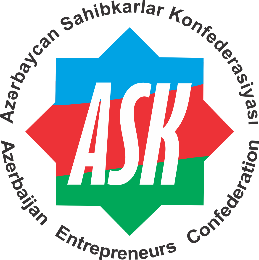 Azərbaycan Sahibkarlar Konfederasiyası
ASK
Azerbaijan Entrepreneurs Confederation